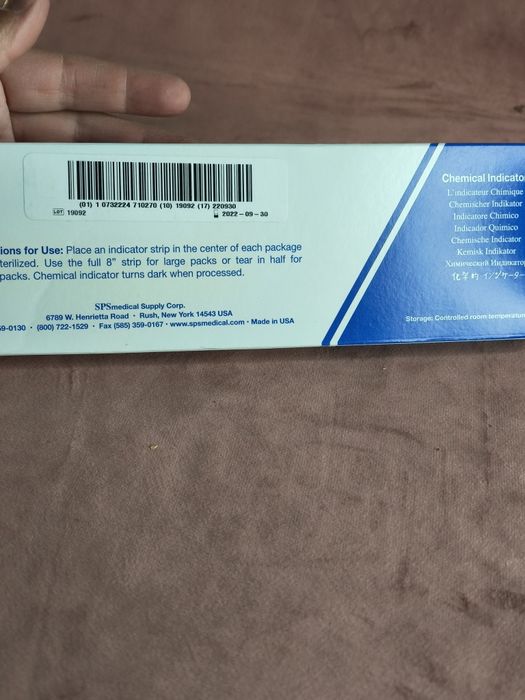 (01) 1 0732224 710270 (10) 19092 (17) 220930
LOT 19092
2022-09-30
ions for Use: Place an indicator strip in the center of each package
terilized. Use the full 8" strip for large packs or tear in half for
packs. Chemical indicator turns dark when processed.
SPSmedical Supply Corp.
6789 W. Henrietta Road • Rush, New York 14543 USA
59-0130 • (800) 722-1529 • Fax (585) 359-0167 • www.spsmedical.com • Made in USA
Chemical Indicator
L'indicateur Chimique
Chemischer Indikator
Indicatore Chimico
Indicador Quimico
Chemische Indicator
Kemisk Indikator
Химический Индикатор
化学的 インジケーター
Storage: Controlled room temperature